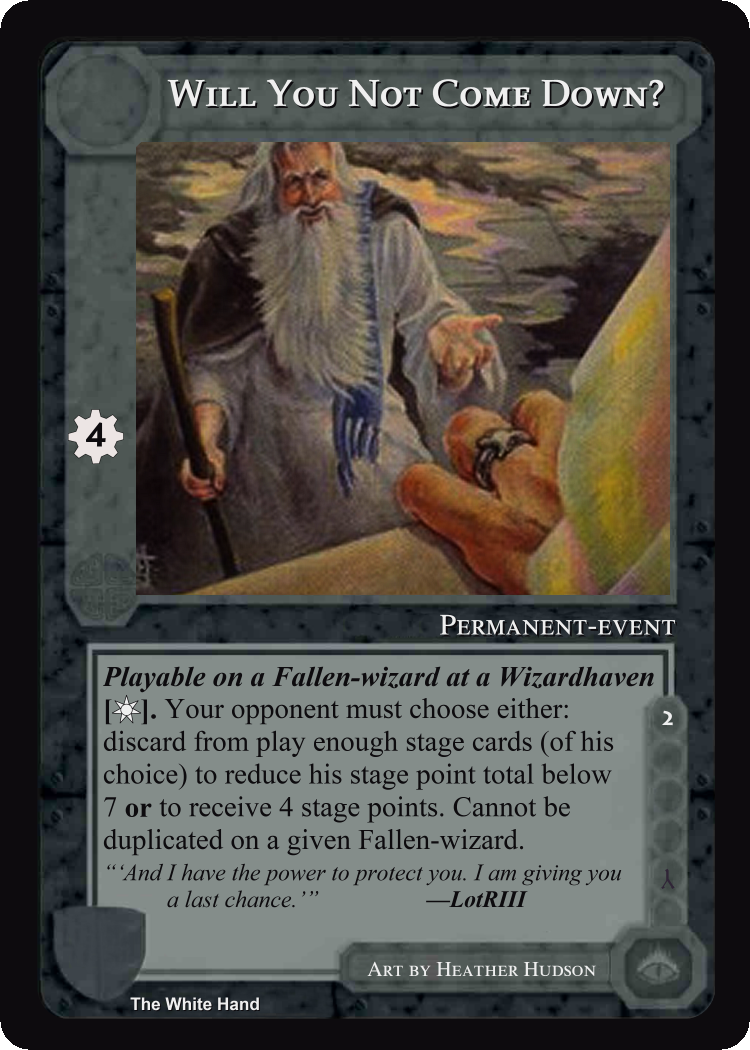 Will You Not Come Down?
4
Permanent-event
Playable on a Fallen-wizard at a Wizardhaven
[☼]. Your opponent must choose either:
discard from play enough stage cards (of his
choice) to reduce his stage point total below
7 or to receive 4 stage points. Cannot be
duplicated on a given Fallen-wizard.
2
“‘And I have the power to protect you. I am giving you
a last chance.’” —LotRIII
Art by Heather Hudson
The White Hand